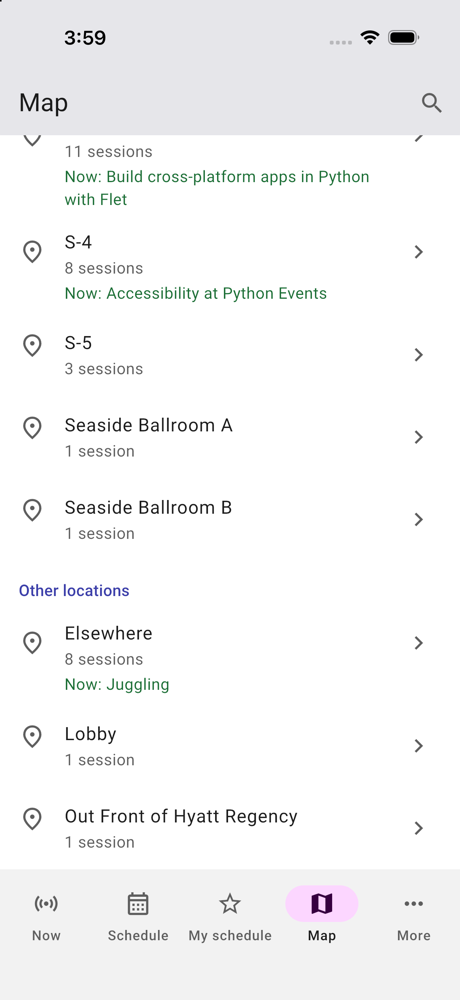 3:59
Map
11 sessions
Now: Build cross-platform apps in Python
with Flet
S-4
8 sessions
Now: Accessibility at Python Events
S-5
3 sessions
Seaside Ballroom A
1 session
Seaside Ballroom B
1 session
Other locations
Elsewhere
8 sessions
Now: Juggling
Lobby
1 session
Out Front of Hyatt Regency
1 session
Now
Schedule
My schedule
Map
More